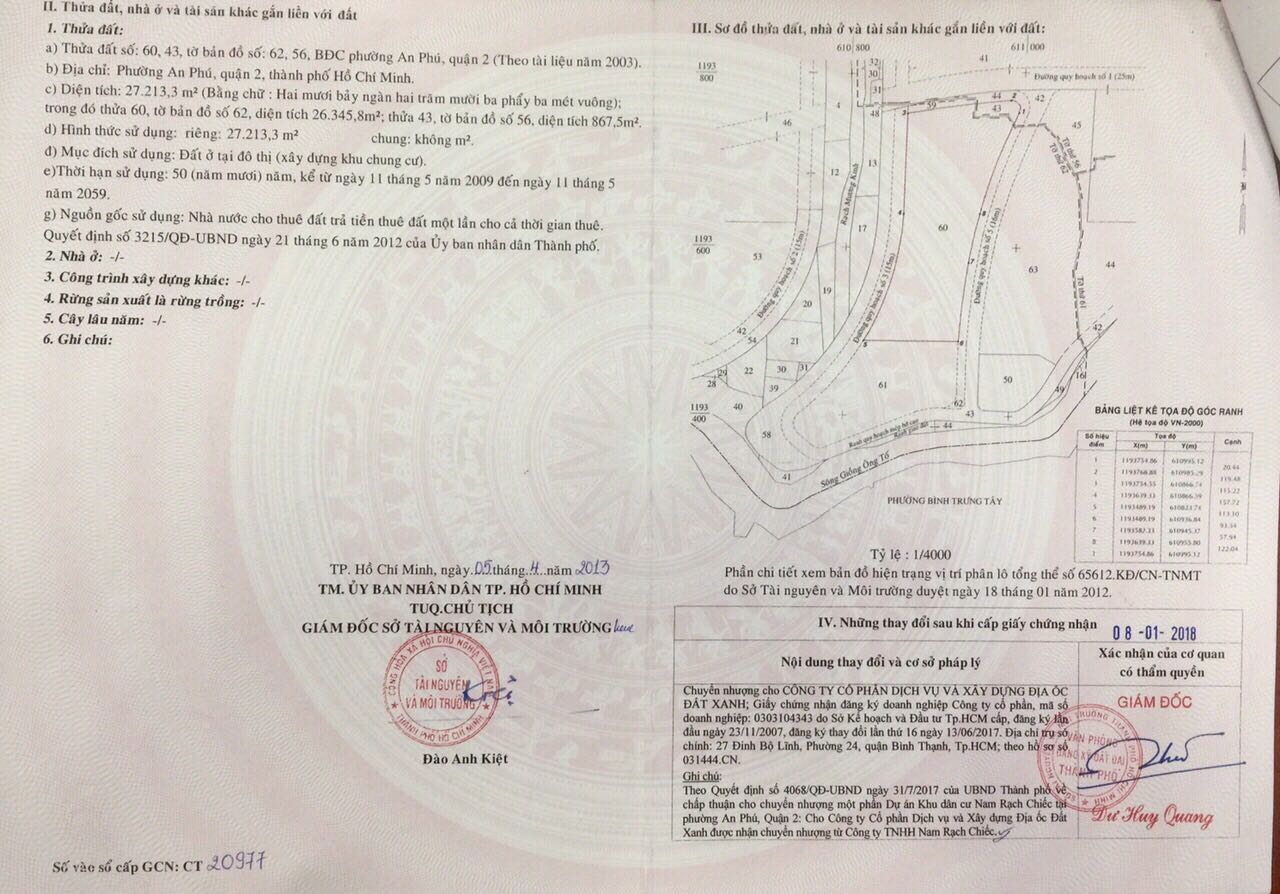 II. Thửa đất, nhà ở và tài sản khác gắn liền với đất
1. Thửa đất:
a) Thửa đất số: 60, 43, tờ bản đồ số: 62, 56, BĐC phường An Phú, quận 2 (Theo tài liệu năm 2003).
b) Địa chỉ: Phường An Phú, quận 2, thành phố Hồ Chí Minh.
c) Diện tích: 27.213,3 m² (Bằng chữ : Hai mươi bảy ngàn hai trăm mười ba phẩy ba mét vuông);
trong đó thửa 60, tờ bản đồ số 62, diện tích 26.345,8m²; thửa 43, tờ bản đồ số 56, diện tích 867,5m².
d) Hình thức sử dụng: riêng: 27.213,3 m² chung: không m².
đ) Mục đích sử dụng: Đất ở tại đô thị (xây dựng khu chung cư).
e)Thời hạn sử dụng: 50 (năm mươi) năm, kể từ ngày 11 tháng 5 năm 2009 đến ngày 11 tháng 5
năm 2059.
g) Nguồn gốc sử dụng: Nhà nước cho thuê đất trả tiền thuê đất một lần cho cả thời gian thuê.
Quyết định số 3215/QĐ-UBND ngày 21 tháng 6 năm 2012 của Ủy ban nhân dân Thành phố.
2. Nhà ở: -/-
3. Công trình xây dựng khác: -/-
4. Rừng sản xuất là rừng trồng: -/-
5. Cây lâu năm: -/-
6. Ghi chú:
TP. Hồ Chí Minh, ngày 05 tháng 4 năm 2013
TM. ỦY BAN NHÂN DÂN TP. HỒ CHÍ MINH
TUQ.CHỦ TỊCH
GIÁM ĐỐC SỞ TÀI NGUYÊN VÀ MÔI TRƯỜNG
CỘNG HÒA XÃ HỘI CHỦ NGHĨA VIỆT NAM
SỞ
TÀI NGUYÊN
VÀ MÔI TRƯỜNG
THÀNH PHỐ HỒ CHÍ MINH
Đào Anh Kiệt
Số vào sổ cấp GCN: CT 20977
III. Sơ đồ thửa đất, nhà ở và tài sản khác gắn liền với đất:
610 800
611 000
1193
800
1193
600
1193
400
41
32
30
31
Đường quy hoạch số 1 (25m)
44
42
43
59
48
4
46
45
3
1
2
Tờ thứ 56
Tờ thứ 62
13
12
Rạch Mương Kinh
17
4
60
8
7
Đường quy hoạch số 5 (16m)
63
44
53
Đường quy hoạch số 2 (15m)
Đường quy hoạch số 3 (15m)
Tờ thứ 61
19
20
42
54
21
5
6
42
29
28
22
30
31
39
61
50
16
49
40
62
43
58
44
Ranh quy hoạch mép bờ cao
Ranh giao đất
41
Sông Giồng Ông Tố
PHƯỜNG BÌNH TRƯNG TÂY
BẢNG LIỆT KÊ TỌA ĐỘ GÓC RANH
(Hệ tọa độ VN-2000)
Số hiệu điểm Tọa độ Cạnh
X(m) Y(m)
1 1193754.86 610995.12
20.44
2 1193768.88
119.48
3 1193754.55
115.22
4 1193639.33 610866.39
157.72
5 1193489.19 610823.74
113.10
6 1193489.19 610936.84
93.54
7 1193582.33 610945.37
57.94
8 1193639.33 610955.80
122.04
1 1193754.86 610995.12
Tỷ lệ : 1/4000
Phần chi tiết xem bản đồ hiện trạng vị trí phân lô tổng thể số 65612.KĐ/CN-TNMT
do Sở Tài nguyên và Môi trường duyệt ngày 18 tháng 01 năm 2012.
IV. Những thay đổi sau khi cấp giấy chứng nhận
08-01-2018
Nội dung thay đổi và cơ sở pháp lý
Xác nhận của cơ quan
có thẩm quyền
Chuyển nhượng cho CÔNG TY CỔ PHẦN DỊCH VỤ VÀ XÂY DỰNG ĐỊA ỐC
ĐẤT XANH; Giấy chứng nhận đăng ký doanh nghiệp Công ty cổ phần, mã số
doanh nghiệp: 0303104343 do Sở Kế hoạch và Đầu tư Tp.HCM cấp, đăng ký lần
đầu ngày 23/11/2007, đăng ký thay đổi lần thứ 16 ngày 13/06/2017. Địa chỉ trụ sở
chính: 27 Đinh Bộ Lĩnh, Phường 24, quận Bình Thạnh, Tp.HCM; theo hồ sơ số
031444.CN.
Ghi chú:
Theo Quyết định số 4068/QĐ-UBND ngày 31/7/2017 của UBND Thành phố về
chấp thuận cho chuyển nhượng một phần Dự án Khu dân cư Nam Rạch Chiếc tại
phường An Phú, Quận 2: Cho Công ty Cổ phần Dịch vụ và Xây dựng Địa ốc Đất
Xanh được nhận chuyển nhượng từ Công ty TNHH Nam Rạch Chiếc.
GIÁM ĐỐC
VĂN PHÒNG
ĐĂNG KÝ ĐẤT ĐAI
THÀNH PHỐ
Dư Huy Quang